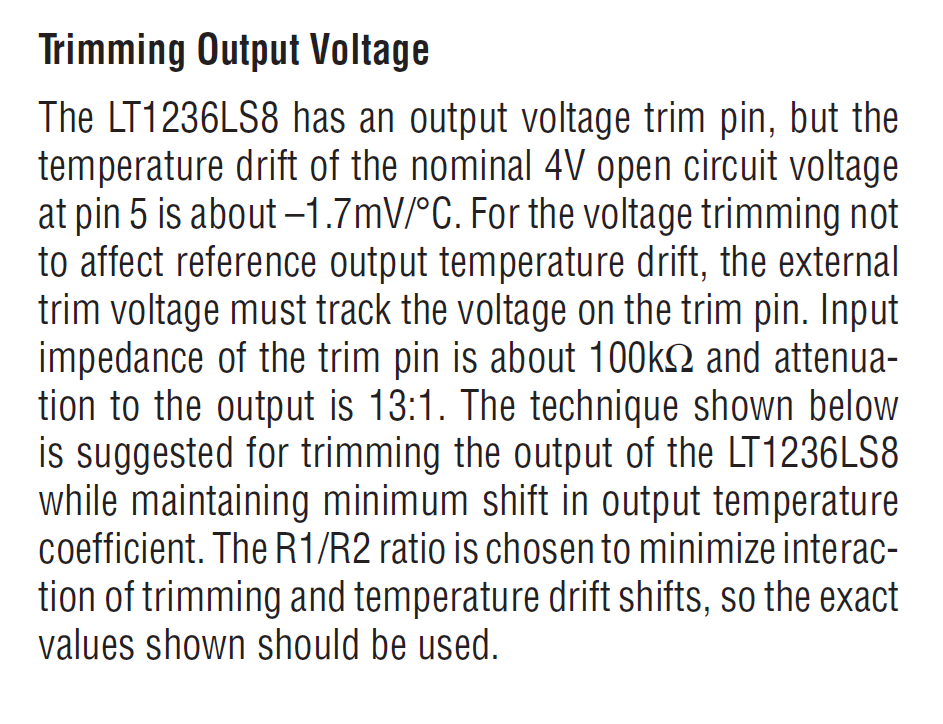 Trimming Output Voltage
The LT1236LS8 has an output voltage trim pin, but the
temperature drift of the nominal 4V open circuit voltage
at pin 5 is about –1.7mV/°C. For the voltage trimming not
to affect reference output temperature drift, the external
trim voltage must track the voltage on the trim pin. Input
impedance of the trim pin is about 100kΩ and attenua-
tion to the output is 13:1. The technique shown below
is suggested for trimming the output of the LT1236LS8
while maintaining minimum shift in output temperature
coefficient. The R1/R2 ratio is chosen to minimize interac-
tion of trimming and temperature drift shifts, so the exact
values shown should be used.